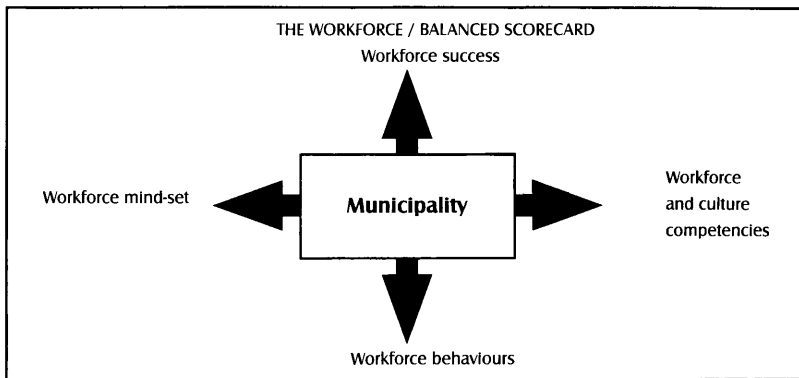 THE WORKFORCE / BALANCED SCORECARD
Workforce success
Workforce mind-set
Municipality
Workforce
and culture
competencies
Workforce behaviours